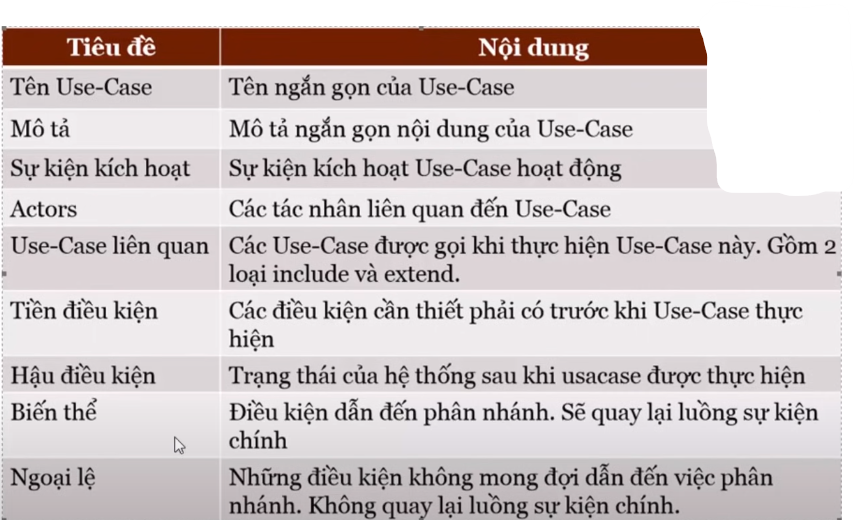 Tiêu đề Nội dung
Tên Use-Case Tên ngắn gọn của Use-Case
Mô tả Mô tả ngắn gọn nội dung của Use-Case
Sự kiện kích hoạt Sự kiện kích hoạt Use-Case hoạt động
Actors Các tác nhân liên quan đến Use-Case
Use-Case liên quan Các Use-Case được gọi khi thực hiện Use-Case này. Gồm 2
loại include và extend.
Tiền điều kiện Các điều kiện cần thiết phải có trước khi Use-Case thực
hiện
Hậu điều kiện Trạng thái của hệ thống sau khi usacase được thực hiện
Biến thể Điều kiện dẫn đến phân nhánh. Sẽ quay lại luồng sự kiện
chính
Ngoại lệ Những điều kiện không mong đợi dẫn đến việc phân
nhánh. Không quay lại luồng sự kiện chính.